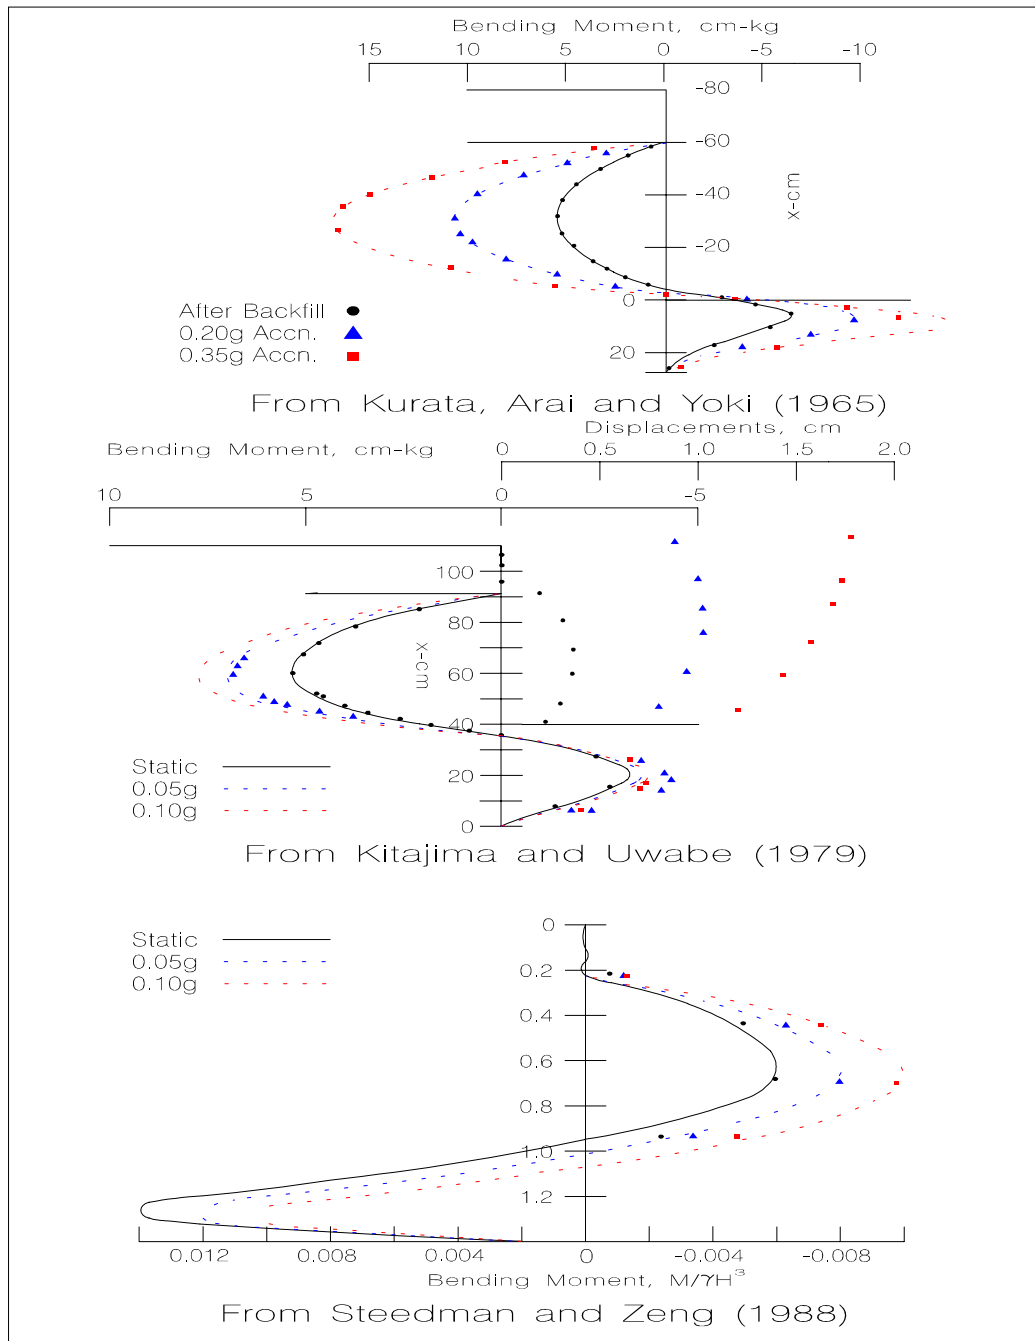 Bending Moment, cm-kg
15 10 5 0 -5 -10
-80
-60
-40
x-cm
-20
0
20
After Backfill
0.20g Accn.
0.35g Accn.
From Kurata, Arai and Yoki (1965)
Displacements, cm
Bending Moment, cm-kg
0 0.5 1.0 1.5 2.0
10 5 0 -5
100
80
x-cm
60
40
20
0
Static
0.05g
0.10g
From Kitajima and Uwabe (1979)
0
Static
0.05g
0.10g
0.2
0.4
0.6
0.8
1.0
1.2
0.012 0.008 0.004 0 -0.004 -0.008
Bending Moment, M/γH³
From Steedman and Zeng (1988)